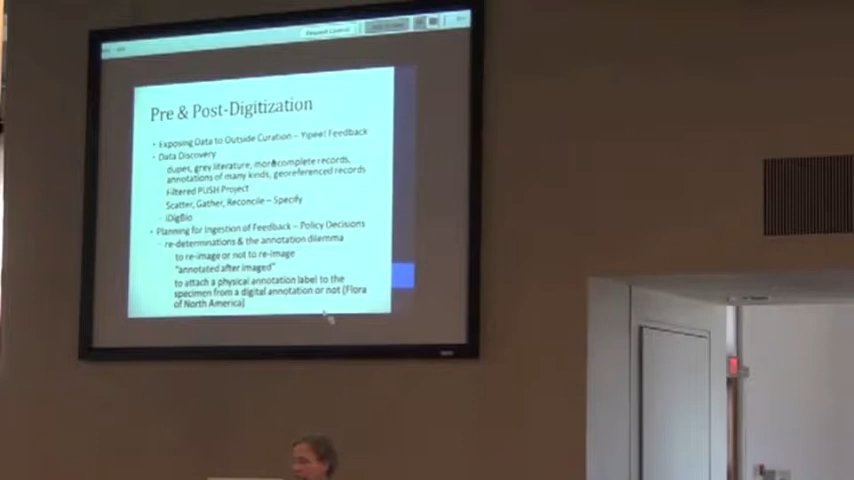 Request Control
Pre & Post-Digitization
Exposing Data to Outside Curation – Yipee! Feedback
Data Discovery
dupes, grey literature, more complete records,
annotations of many kinds, georeferenced records
Filtered PUSH Project
Scatter, Gather, Reconcile – Specify
iDigBio
Planning for Ingestion of Feedback – Policy Decisions
re-determinations & the annotation dilemma
to re-image or not to re-image
"annotated after imaged"
to attach a physical annotation label to the
specimen from a digital annotation or not (Flora
of North America)